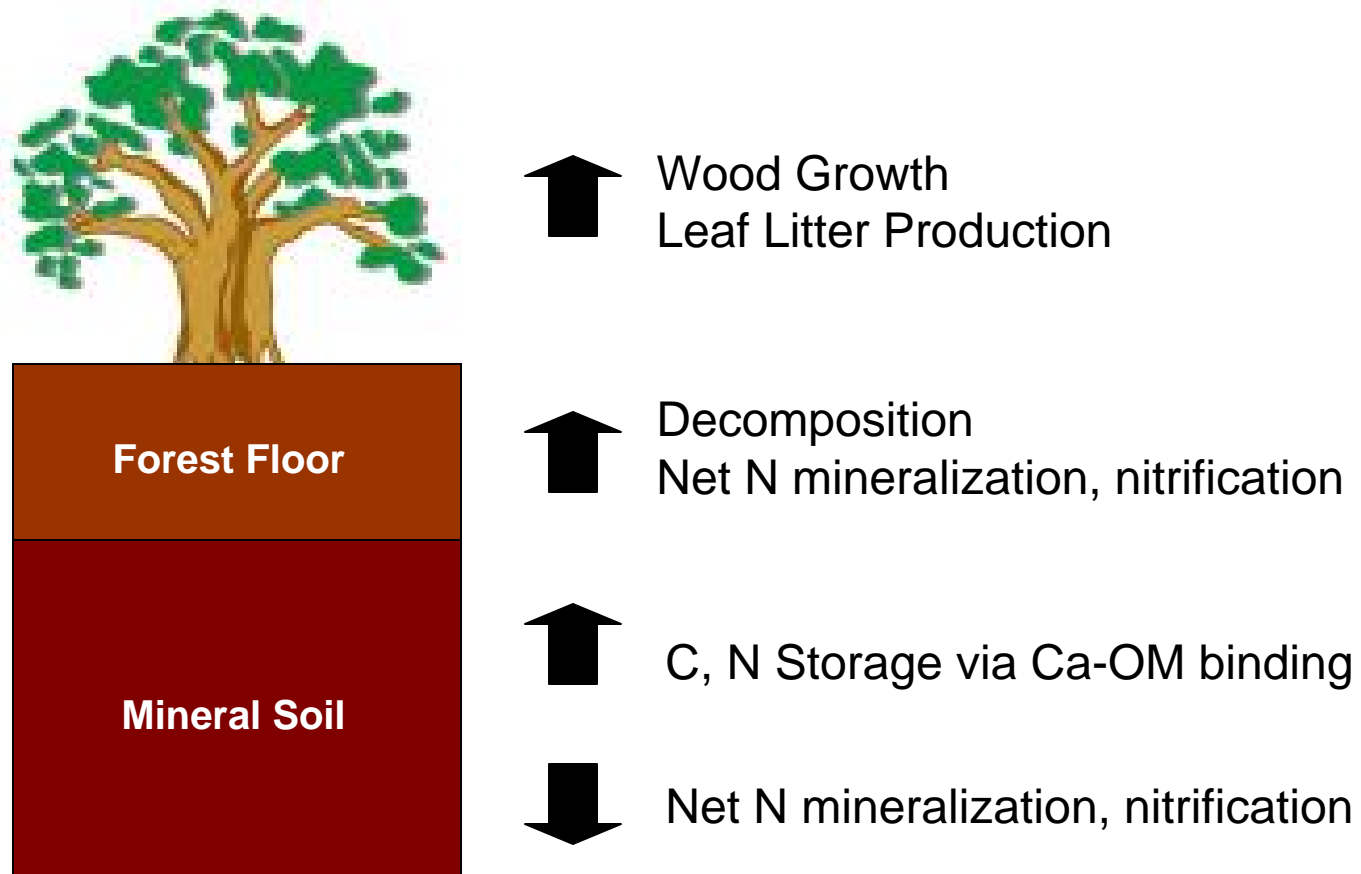 Wood Growth
Leaf Litter Production
Forest Floor
Decomposition
Net N mineralization, nitrification
Mineral Soil
C, N Storage via Ca-OM binding
Net N mineralization, nitrification